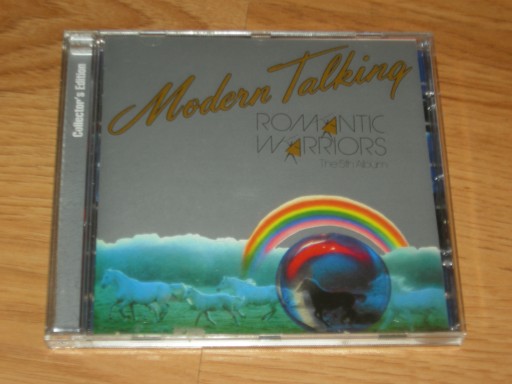 Collector's Edition
Modern Talking
ROMANTIC
WARRIORS
The 5th Album